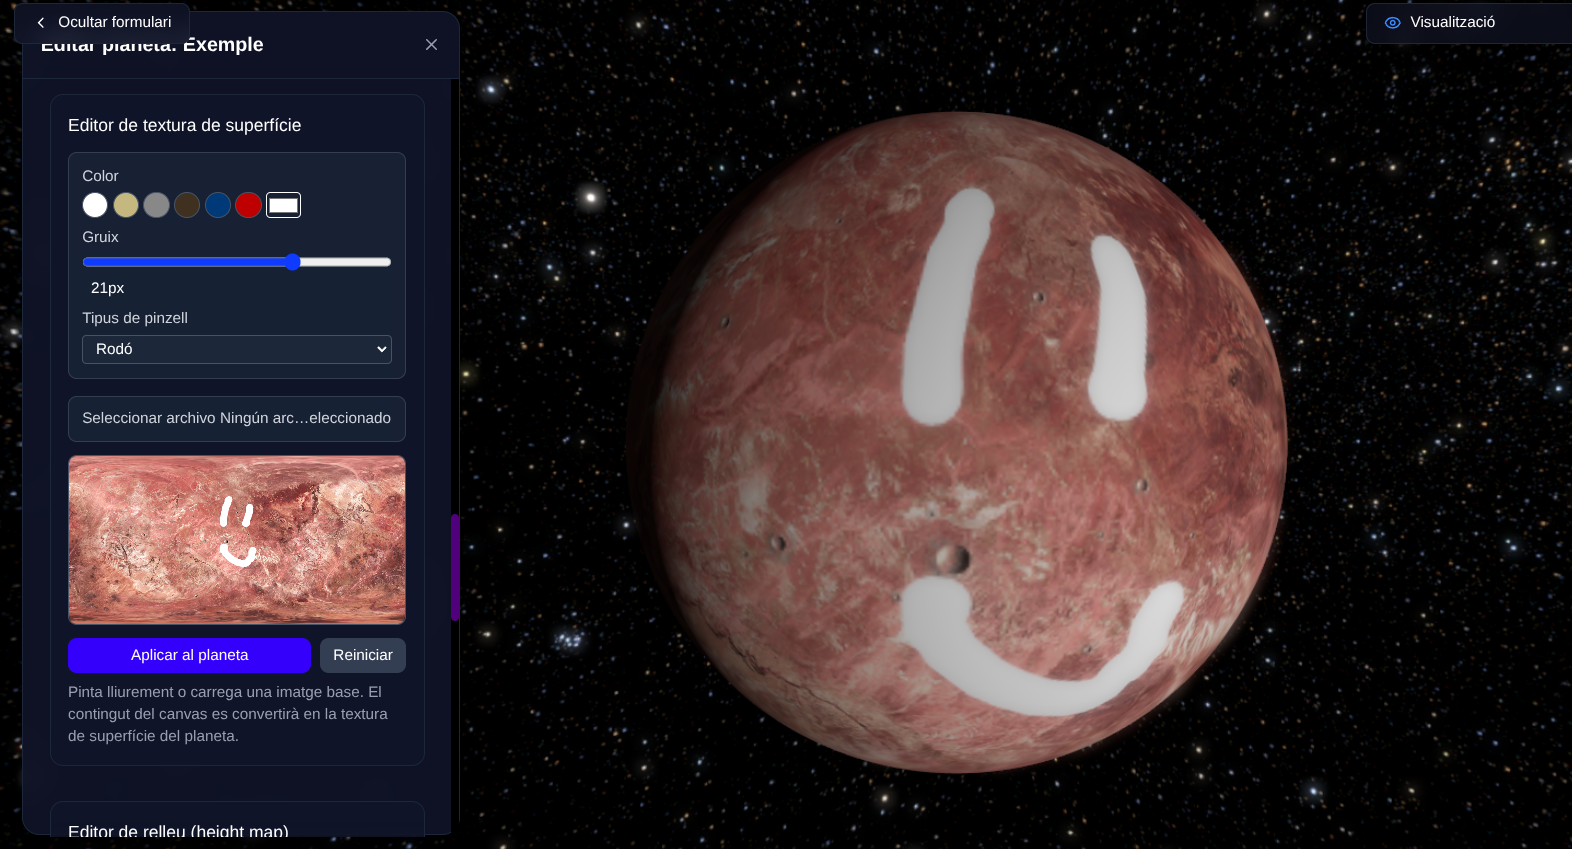 Ocultar formulari
Visualització
Editar planeta: Exemple
Editor de textura de superfície
Color
Gruix
21px
Tipus de pinzell
Rodó
Seleccionar archivo Ningún arc…eleccionado
Aplicar al planeta
Reiniciar
Pinta lliurement o carrega una imatge base. El
contingut del canvas es convertirà en la textura
de superfície del planeta.
Editor de relleu (height map)